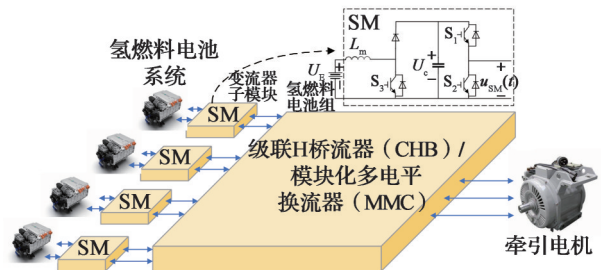 SM
氢燃料电池
系统
变流器
子模块
L_m
U_F
U_c
S_1
S_2
S_3
u_SM(t)
氢燃料
电池组
SM
SM
SM
SM
级联H桥流器（CHB）/
模块化多电平
换流器（MMC）
牵引电机